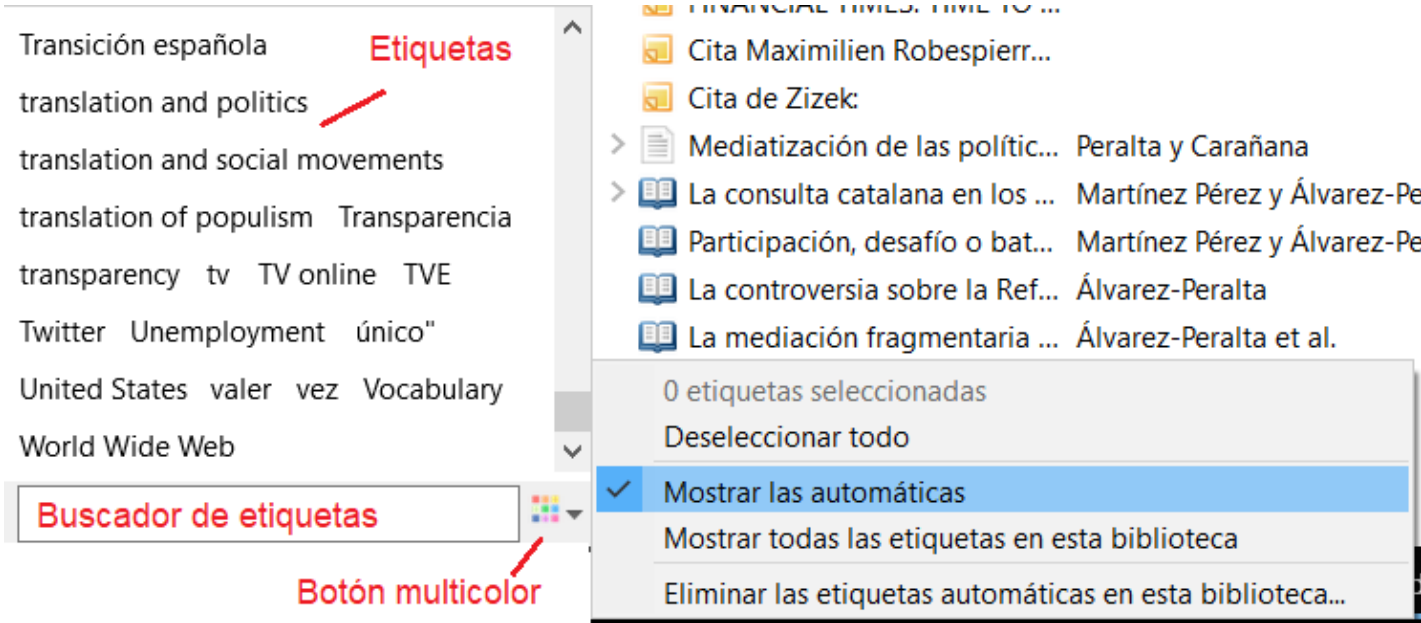 Transición española
Etiquetas
translation and politics
translation and social movements
translation of populism Transparencia
transparency tv TV online TVE
Twitter Unemployment único"
United States valer vez Vocabulary
World Wide Web
Buscador de etiquetas
Botón multicolor
FINANCIAL TIMES: TIME TO ...
Cita Maximilien Robespierr...
Cita de Zizek:
Mediatización de las polític... Peralta y Carañana
La consulta catalana en los ... Martínez Pérez y Álvarez-Pe
Participación, desafío o bat... Martínez Pérez y Álvarez-Pe
La controversia sobre la Ref... Álvarez-Peralta
La mediación fragmentaria ... Álvarez-Peralta et al.
0 etiquetas seleccionadas
Deseleccionar todo
Mostrar las automáticas
Mostrar todas las etiquetas en esta biblioteca
Eliminar las etiquetas automáticas en esta biblioteca...